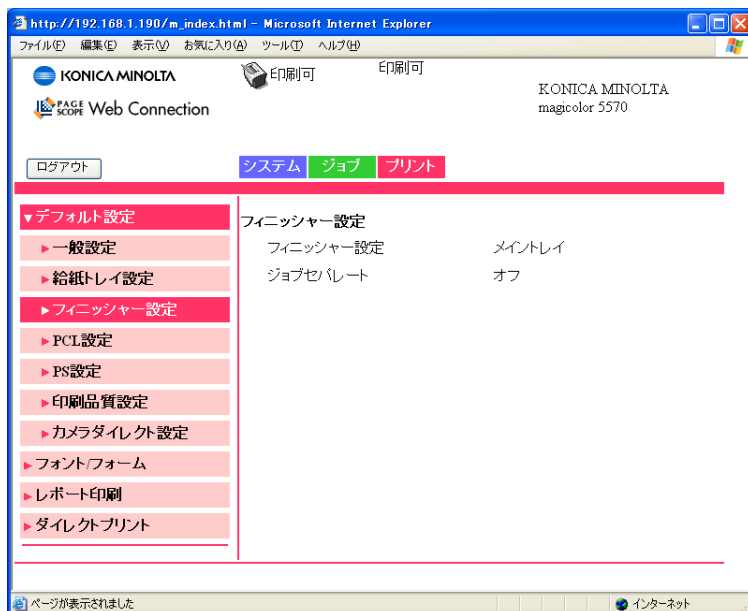 http://192.168.1.190/m_index.html - Microsoft Internet Explorer
ファイル(F) 編集(E) 表示(V) お気に入り(A) ツール(T) ヘルプ(H)
KONICA MINOLTA
印刷可
印刷可
KONICA MINOLTA
magicolor 5570
PAGE SCOPE Web Connection
ログアウト
システム ジョブ プリント
▼デフォルト設定
▶一般設定
▶給紙トレイ設定
▶フィニッシャー設定
▶PCL設定
▶PS設定
▶印刷品質設定
▶カメラダイレクト設定
▶フォント/フォーム
▶レポート印刷
▶ダイレクトプリント
フィニッシャー設定
フィニッシャー設定 メイントレイ
ジョブセパレート オフ
ページが表示されました インターネット